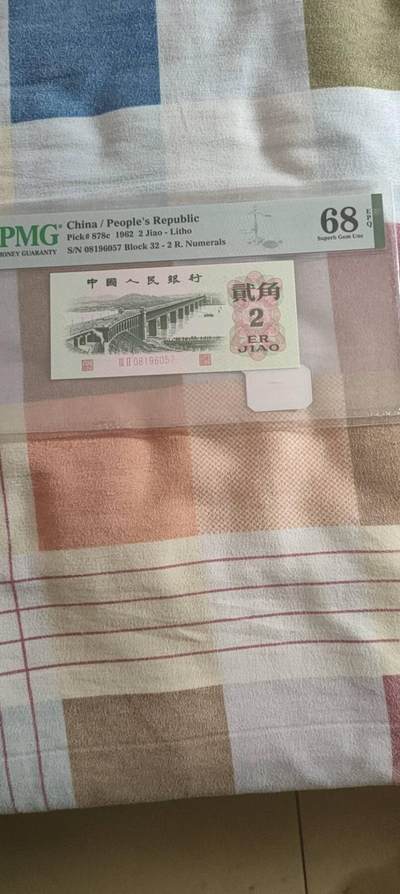 PMG
MONEY GUARANTY
China / People's Republic
Pick# 878c 1962 2 Jiao - Litho
S/N 08196057 Block 32 - 2 R. Numerals
68 EPQ
Superb Gem Unc
中國人民銀行
貳角
2
ER
JIAO
08196057